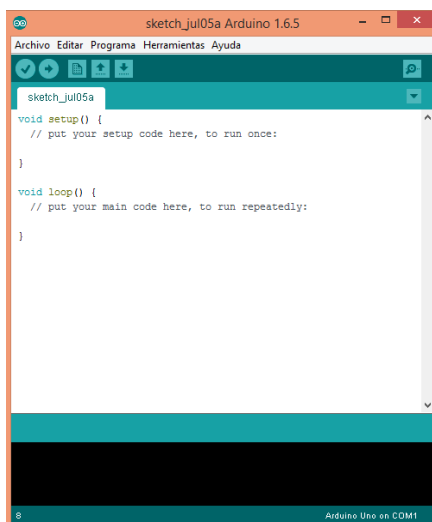 sketch_jul05a Arduino 1.6.5
Archivo Editar Programa Herramientas Ayuda
sketch_jul05a
void setup() {
// put your setup code here, to run once:
}
void loop() {
// put your main code here, to run repeatedly:
}
8 Arduino Uno on COM1